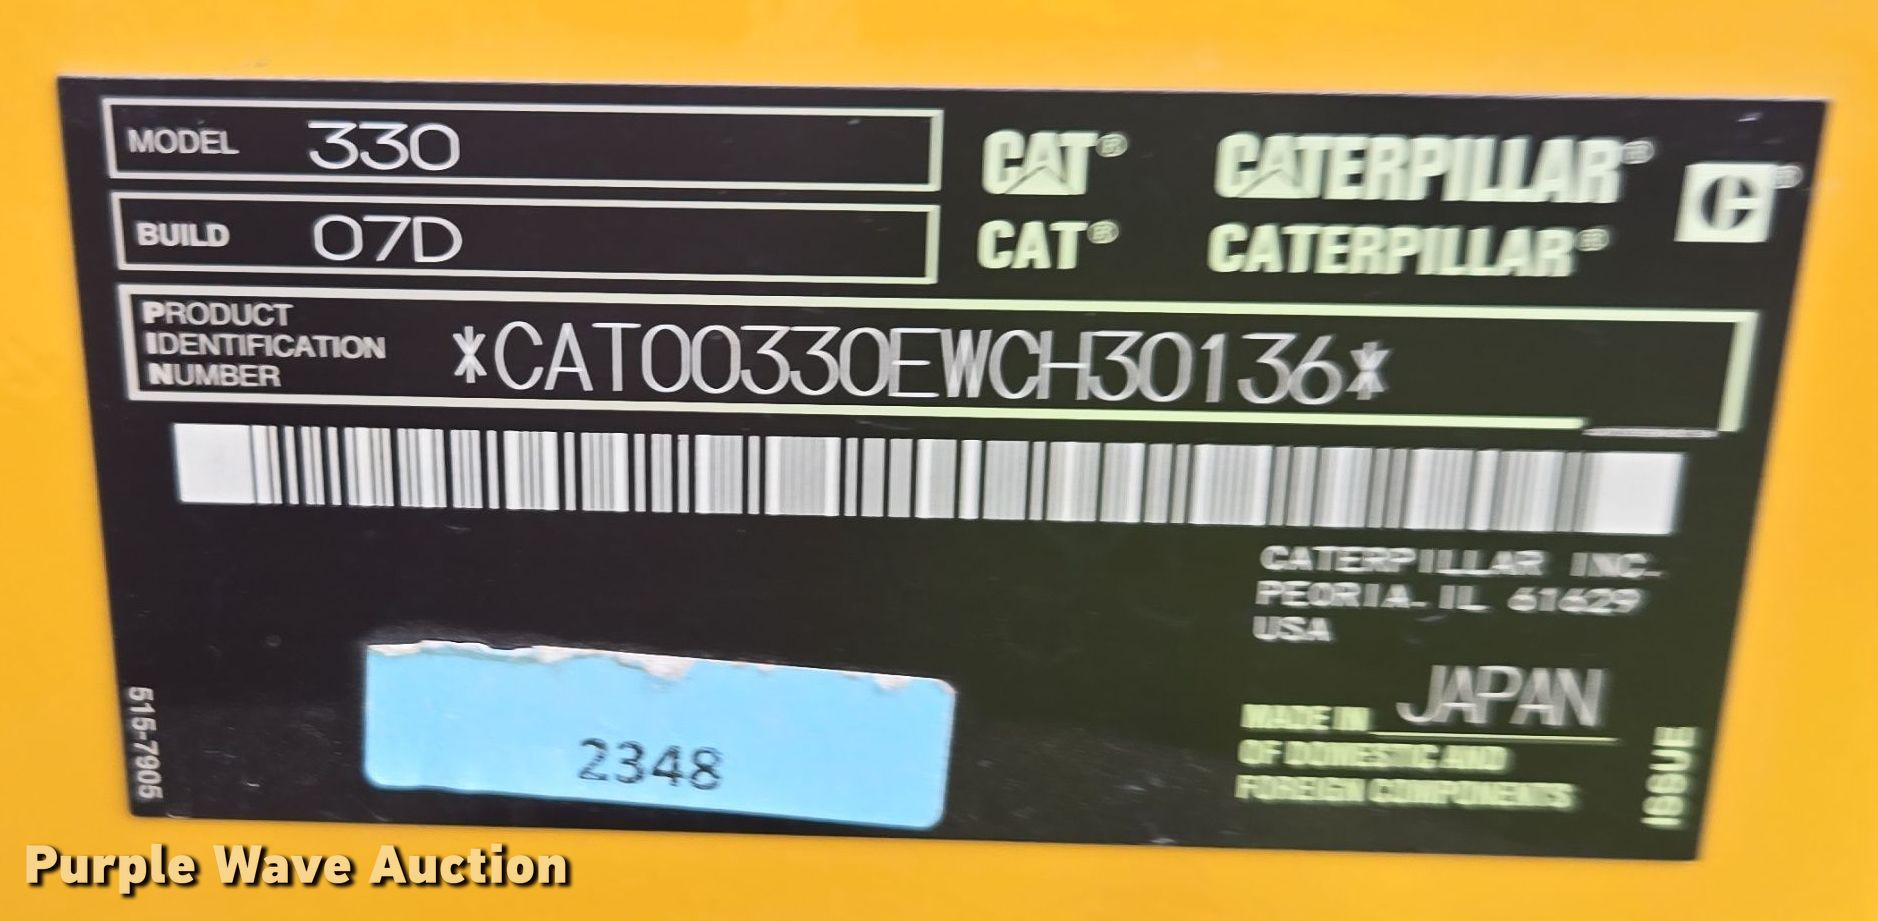 MODEL 330
BUILD 07D
CAT® CATERPILLAR®
CAT® CATERPILLAR®
C®
PRODUCT
IDENTIFICATION
NUMBER
*CAT00330EWCH30136*
CATERPILLAR INC.
PEORIA, IL 61629
USA
MADE IN JAPAN
OF DOMESTIC AND
FOREIGN COMPONENTS
2348
515-7905
Purple Wave Auction